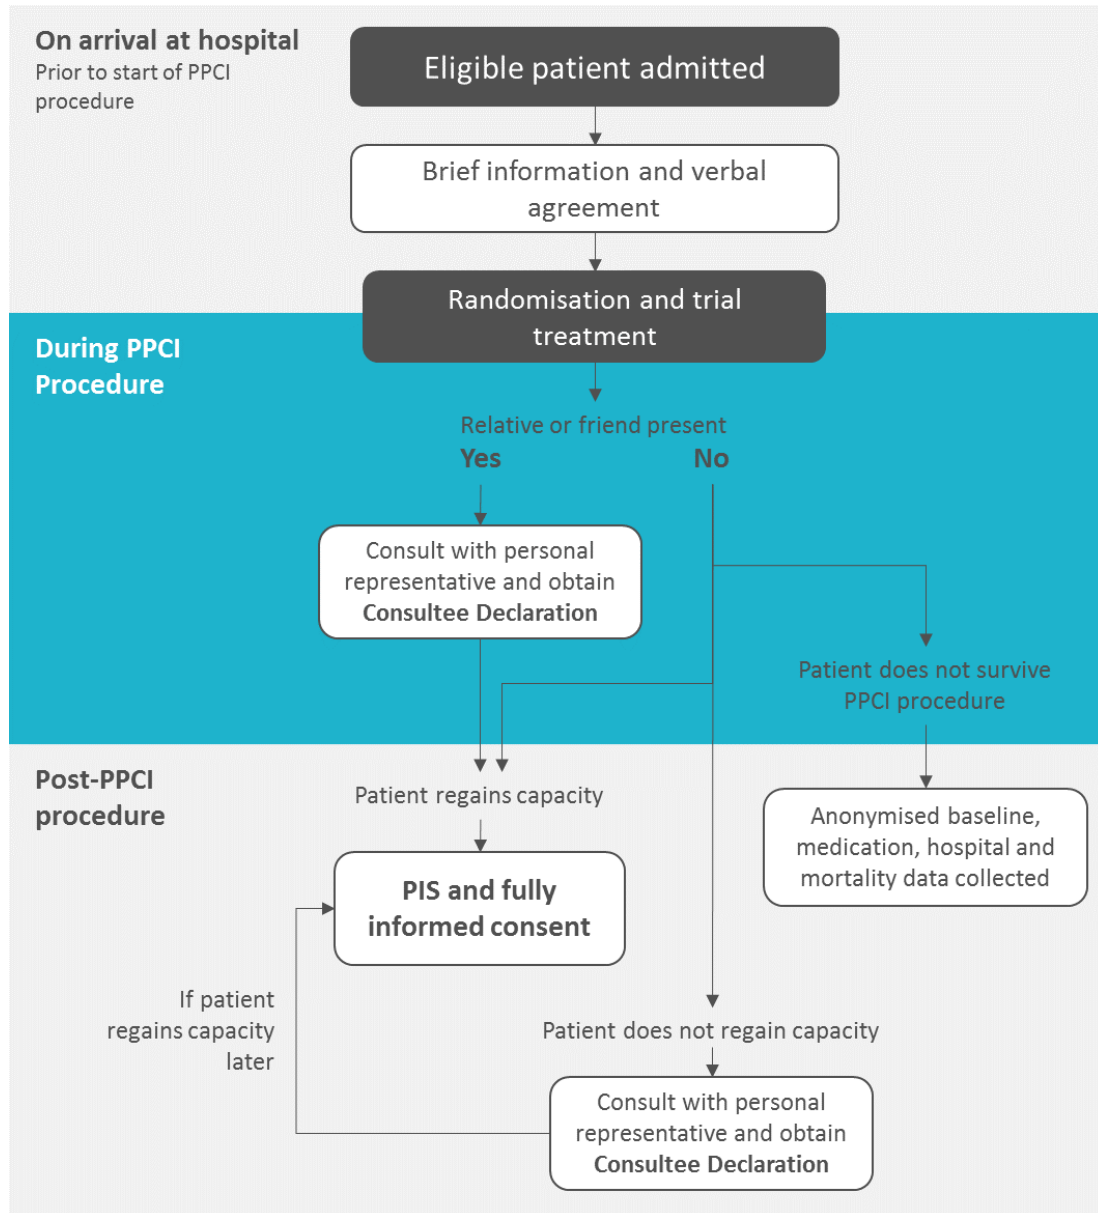 On arrival at hospital
Prior to start of PPCI
procedure
Eligible patient admitted
Brief information and verbal
agreement
Randomisation and trial
treatment
During PPCI
Procedure
Relative or friend present
Yes
No
Consult with personal
representative and obtain
Consultee Declaration
Patient does not survive
PPCI procedure
Post-PPCI
procedure
Patient regains capacity
Anonymised baseline,
medication, hospital and
mortality data collected
PIS and fully
informed consent
If patient
regains capacity
later
Patient does not regain capacity
Consult with personal
representative and obtain
Consultee Declaration